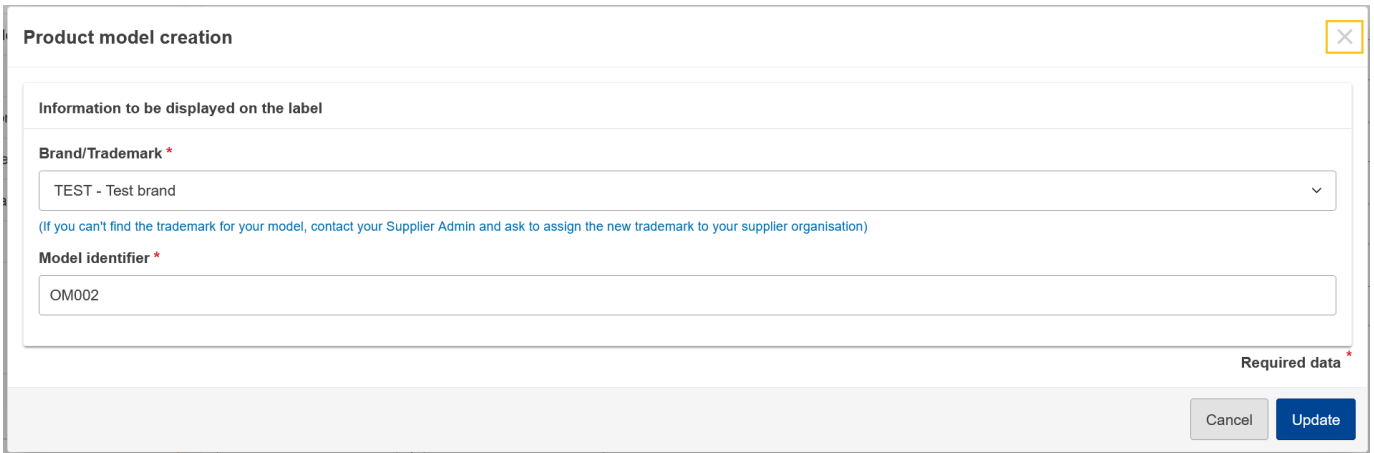 Product model creation
Information to be displayed on the label
Brand/Trademark *
TEST - Test brand
(If you can't find the trademark for your model, contact your Supplier Admin and ask to assign the new trademark to your supplier organisation)
Model identifier *
OM002
Required data *
Cancel
Update